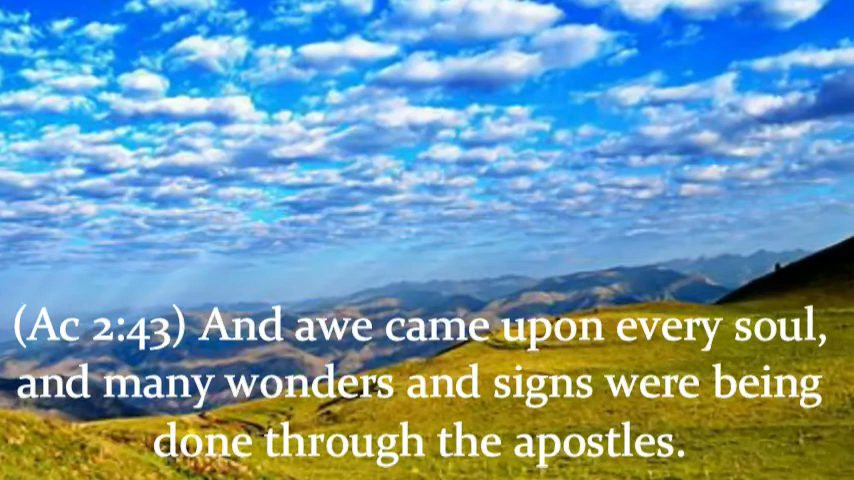 (Ac 2:43) And awe came upon every soul,
and many wonders and signs were being
done through the apostles.